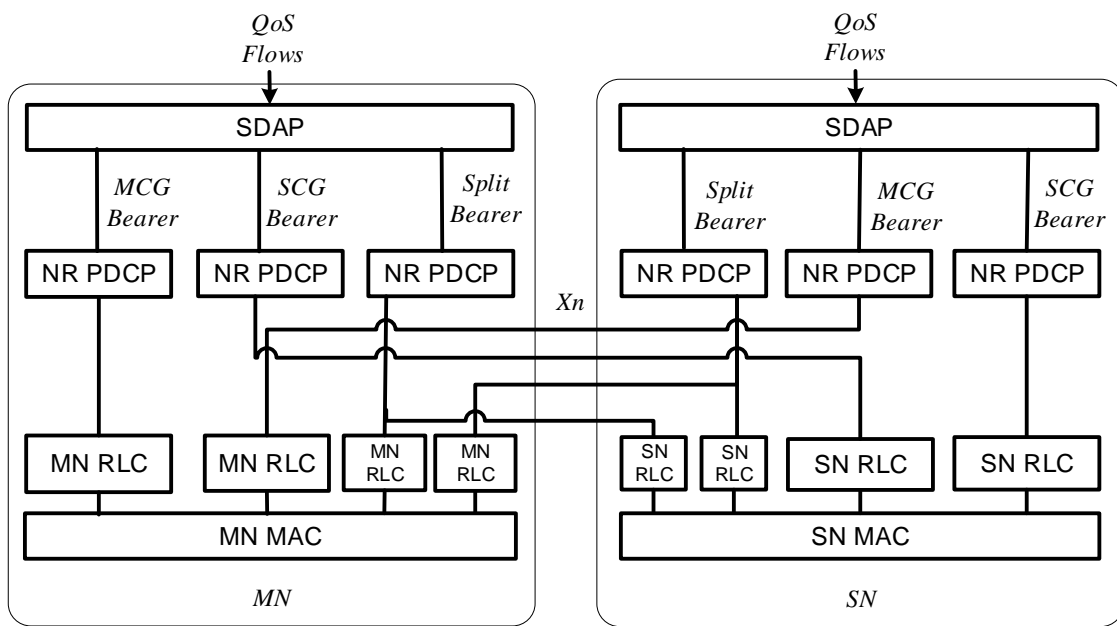 QoS
Flows
QoS
Flows
SDAP
SDAP
MCG
Bearer
SCG
Bearer
Split
Bearer
Split
Bearer
MCG
Bearer
SCG
Bearer
NR PDCP
NR PDCP
NR PDCP
NR PDCP
NR PDCP
NR PDCP
Xn
MN RLC
MN RLC
MN
RLC
MN
RLC
SN
RLC
SN
RLC
SN RLC
SN RLC
MN MAC
SN MAC
MN
SN